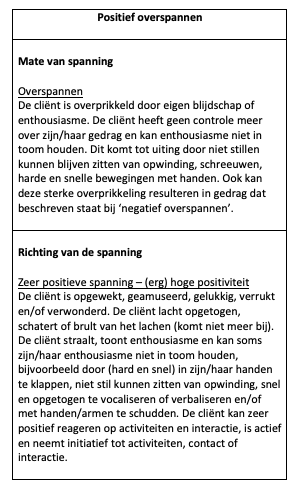 Positief overspannen
Mate van spanning
Overspannen
De cliënt is overprikkeld door eigen blijdschap of
enthousiasme. De cliënt heeft geen controle meer
over zijn/haar gedrag en kan enthousiasme niet in
toom houden. Dit komt tot uiting door niet stillen
kunnen blijven zitten van opwinding, schreeuwen,
harde en snelle bewegingen met handen. Ook kan
deze sterke overprikkeling resulteren in gedrag dat
beschreven staat bij ‘negatief overspannen’.
Richting van de spanning
Zeer positieve spanning – (erg) hoge positiviteit
De cliënt is opgewekt, geamuseerd, gelukkig, verrukt
en/of verwonderd. De cliënt lacht opgetogen,
schatert of brult van het lachen (komt niet meer bij).
De cliënt straalt, toont enthousiasme en kan soms
zijn/haar enthousiasme niet in toom houden,
bijvoorbeeld door (hard en snel) in zijn/haar handen
te klappen, niet stil kunnen zitten van opwinding, snel
en opgetogen te vocaliseren of verbaliseren en/of
met handen/armen te schudden. De cliënt kan zeer
positief reageren op activiteiten en interactie, is actief
en neemt initiatief tot activiteiten, contact of
interactie.